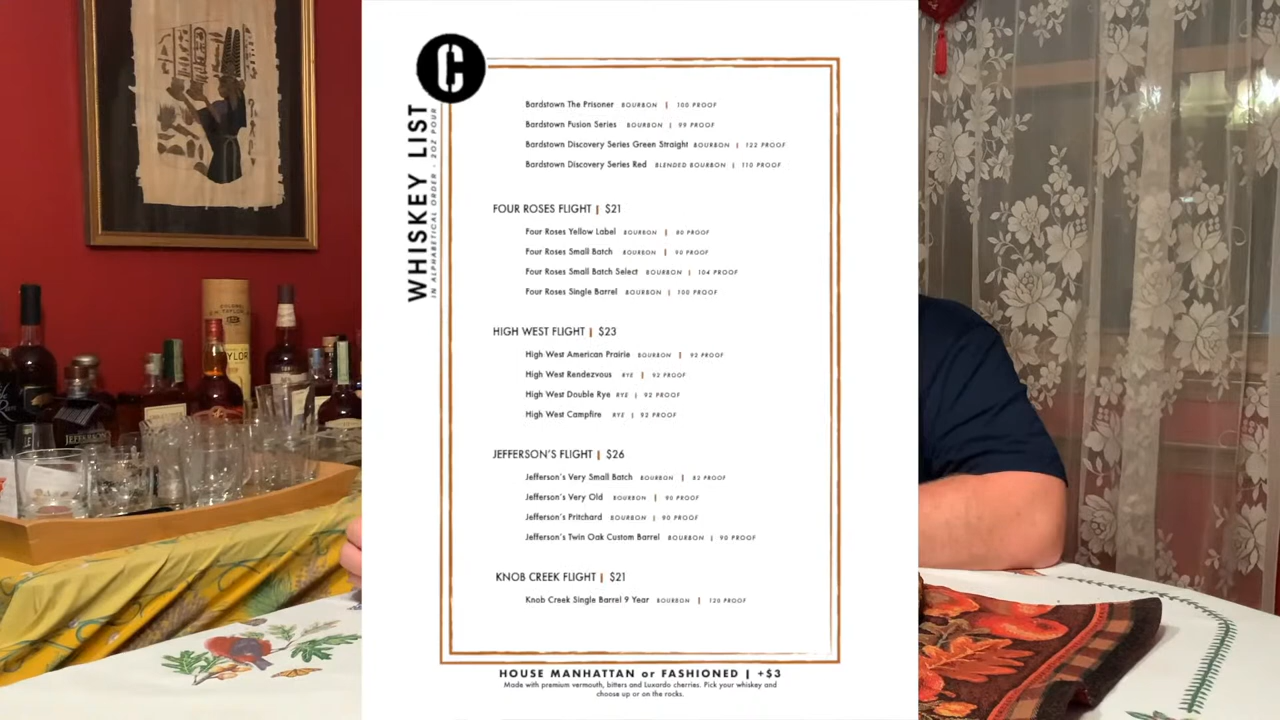 C
WHISKEY LIST
IN ALPHABETICAL ORDER - 2OZ POUR
Bardstown The Prisoner BOURBON | 100 PROOF
Bardstown Fusion Series BOURBON | 99 PROOF
Bardstown Discovery Series Green Straight BOURBON | 122 PROOF
Bardstown Discovery Series Red BLENDED BOURBON | 110 PROOF
FOUR ROSES FLIGHT | $21
Four Roses Yellow Label BOURBON | 80 PROOF
Four Roses Small Batch BOURBON | 90 PROOF
Four Roses Small Batch Select BOURBON | 104 PROOF
Four Roses Single Barrel BOURBON | 100 PROOF
HIGH WEST FLIGHT | $23
High West American Prairie BOURBON | 92 PROOF
High West Rendezvous RYE | 92 PROOF
High West Double Rye RYE | 92 PROOF
High West Campfire RYE | 92 PROOF
JEFFERSON'S FLIGHT | $26
Jefferson's Very Small Batch BOURBON | 82 PROOF
Jefferson's Very Old BOURBON | 90 PROOF
Jefferson's Pritchard BOURBON | 90 PROOF
Jefferson's Twin Oak Custom Barrel BOURBON | 90 PROOF
KNOB CREEK FLIGHT | $21
Knob Creek Single Barrel 9 Year BOURBON | 120 PROOF
HOUSE MANHATTAN or FASHIONED | +$3
Made with premium vermouth, bitters and Luxardo cherries. Pick your whiskey and
choose up or on the rocks.
JEFFERSON'S